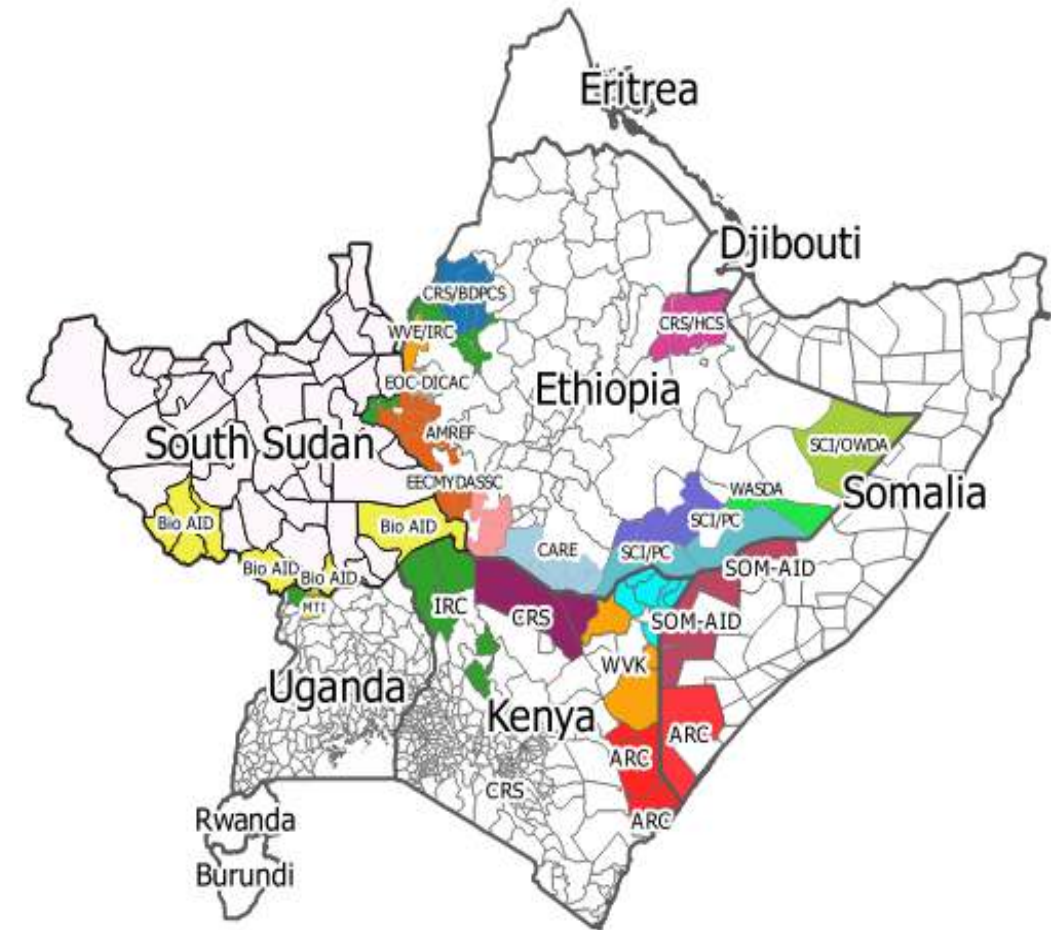 Eritrea
Djibouti
CRS/BDPCS
CRS/HCS
WVE/IRC
EOC-DICAC
Ethiopia
AMREF
South Sudan
SCI/OWDA
EECMYDASSC
WASDA
Somalia
Bio AID
Bio AID
SCI/PC
CARE
SCI/PC
SOM-AID
Bio AID
Bio AID
MTI
IRC
CRS
SOM-AID
WVK
Uganda
Kenya
ARC
ARC
CRS
Rwanda
ARC
Burundi